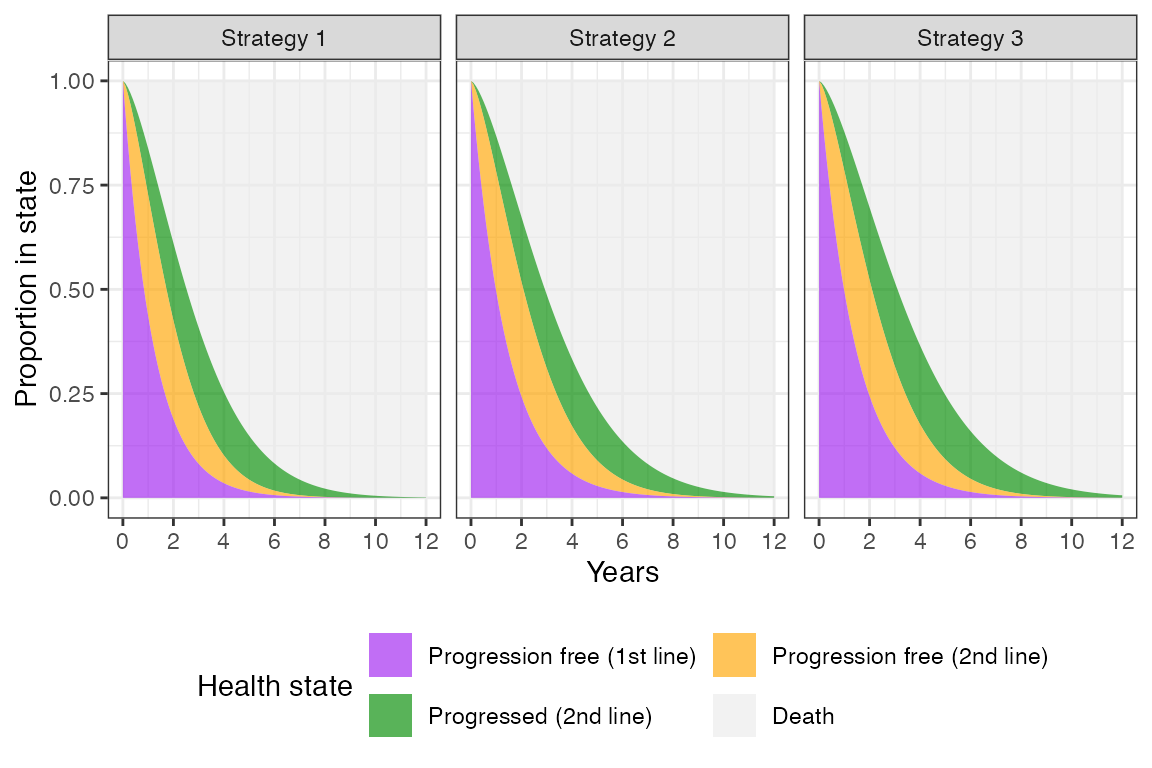 Strategy 1 Strategy 2 Strategy 3
1.00
0.75
0.50
0.25
0.00
Proportion in state
0 2 4 6 8 10 12 0 2 4 6 8 10 12 0 2 4 6 8 10 12
Years
Health state
Progression free (1st line) Progression free (2nd line)
Progressed (2nd line) Death